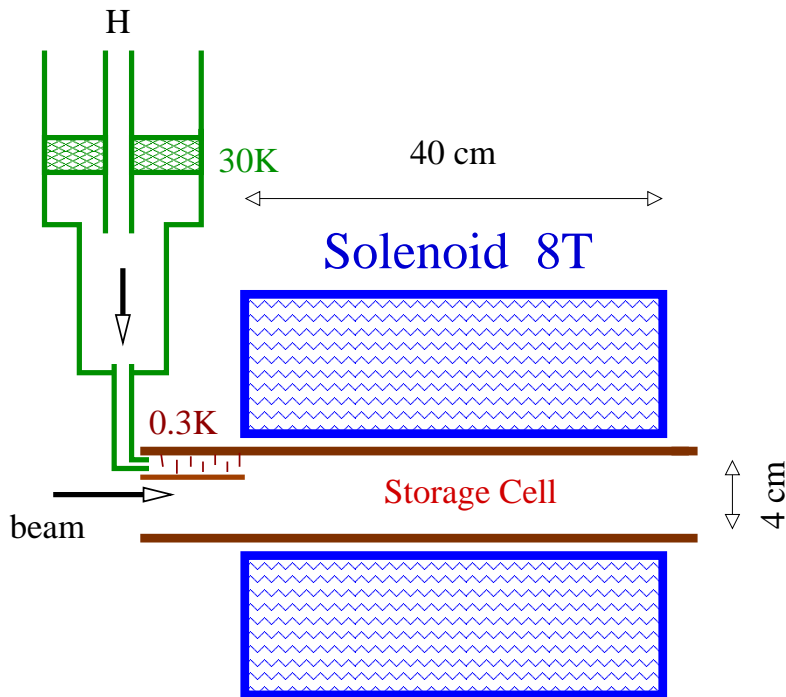 H
30K
40 cm
Solenoid 8T
0.3K
Storage Cell
4 cm
beam